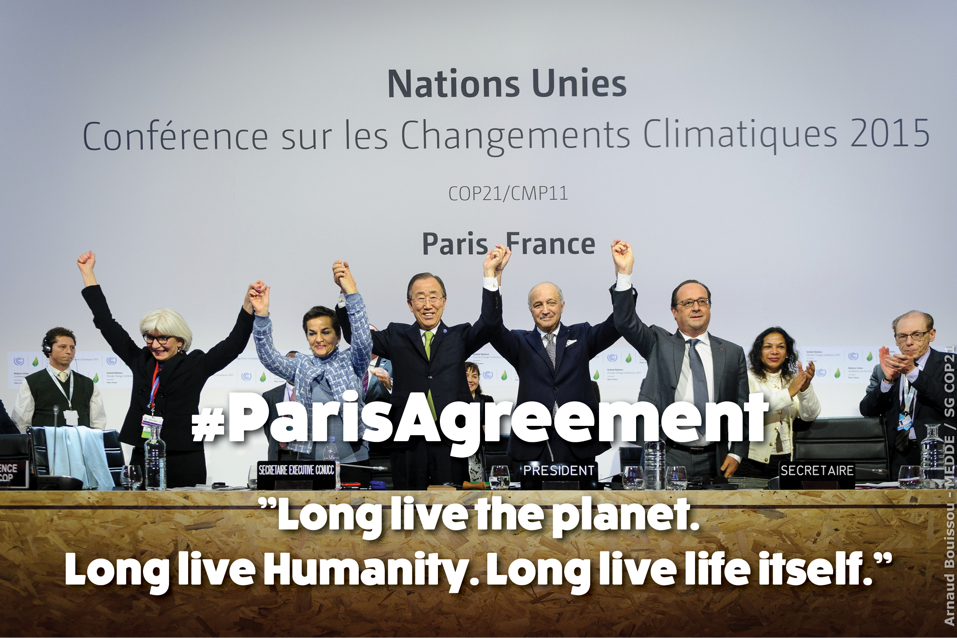 Nations Unies
Conférence sur les Changements Climatiques 2015
COP21/CMP11
Paris, France
#ParisAgreement
SECRETAIRE EXECUTIVE CCNUCC
PRESIDENT
SECRETAIRE
”Long live the planet.
Long live Humanity. Long live life itself.”
Arnaud Bouissou - MEDDE / SG COP21